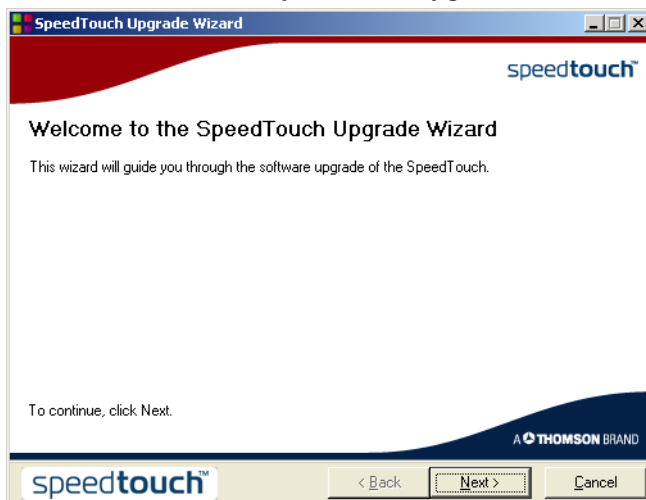 SpeedTouch Upgrade Wizard
speedtouch™
Welcome to the SpeedTouch Upgrade Wizard
This wizard will guide you through the software upgrade of the SpeedTouch.
To continue, click Next.
A THOMSON BRAND
speedtouch™
< Back Next > Cancel